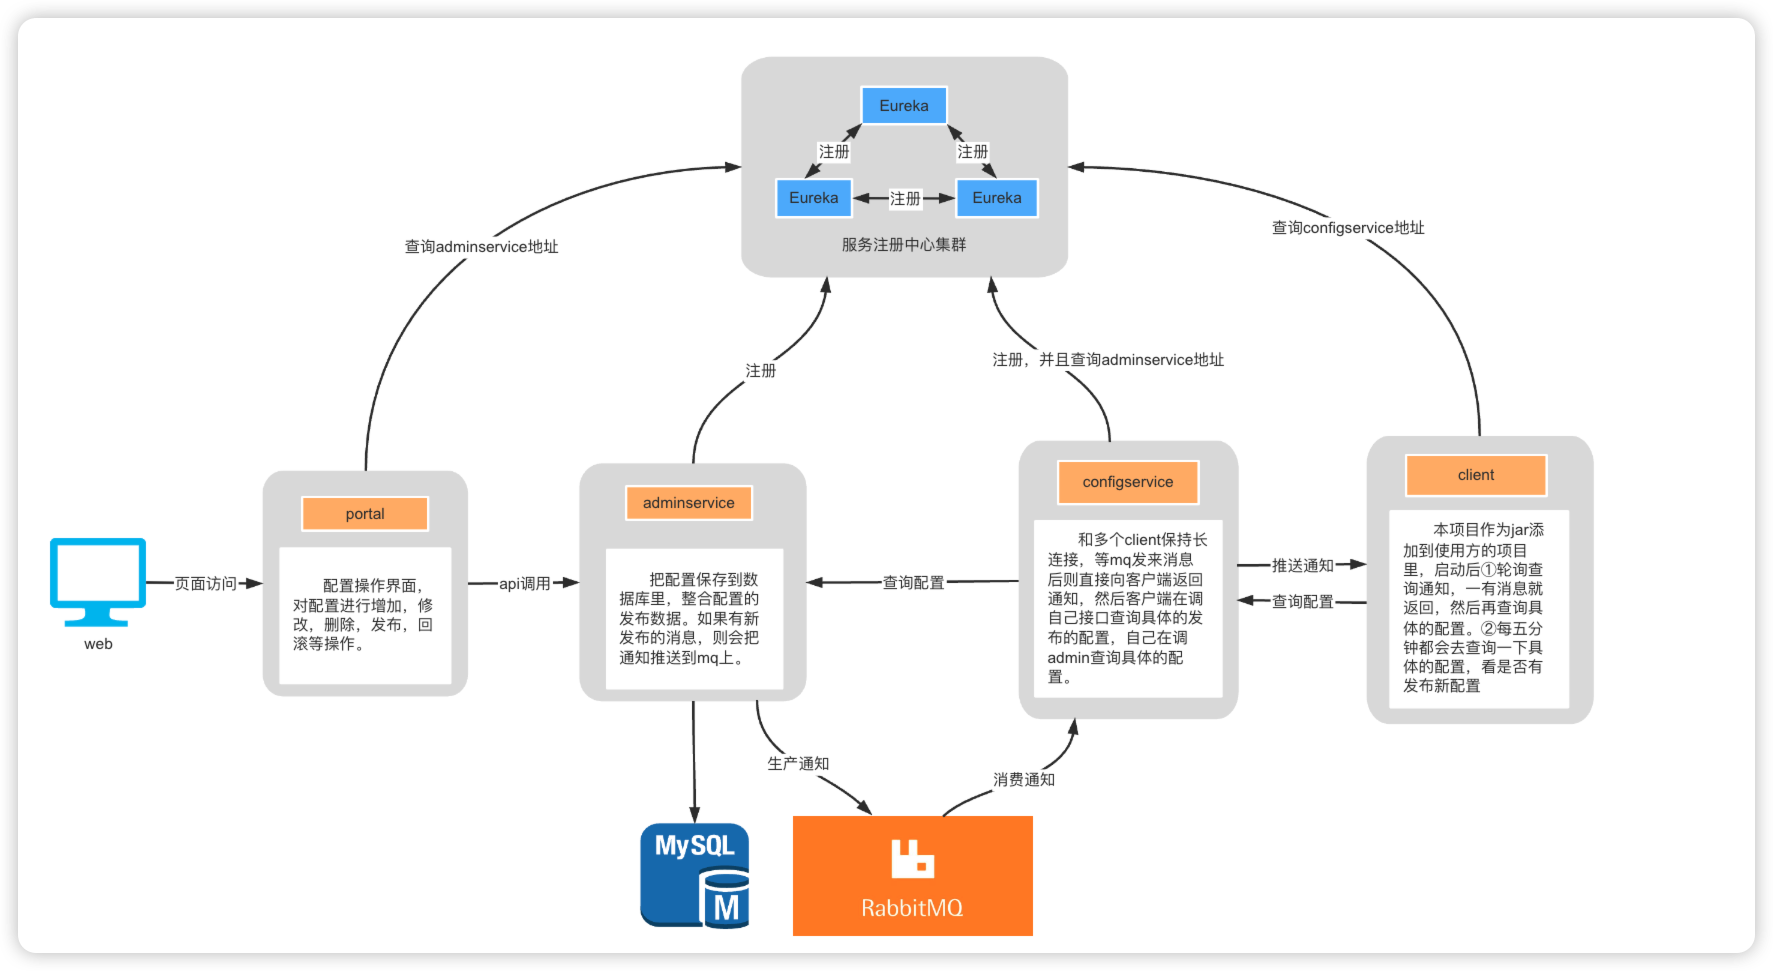 Eureka
注册
注册
Eureka
注册
Eureka
服务注册中心集群
查询adminservice地址
查询configservice地址
注册
注册，并且查询adminservice地址
web
页面访问
portal
配置操作界面，
对配置进行增加，修
改，删除，发布，回
滚等操作。
api调用
adminservice
把配置保存到数
据库里，整合配置的
发布数据。如果有新
发布的消息，则会把
通知推送到mq上。
查询配置
configservice
和多个client保持长
连接，等mq发来消息
后则直接向客户端返回
通知，然后客户端在调
自己接口查询具体的发
布的配置，自己在调
admin查询具体的配
置。
推送通知
查询配置
client
本项目作为jar添
加到使用方的项目
里，启动后①轮询查
询通知，一有消息就
返回，然后再查询具
体的配置。②每五分
钟都会去查询一下具
体的配置，看是否有
发布新配置
生产通知
消费通知
MySQL
M
RabbitMQ